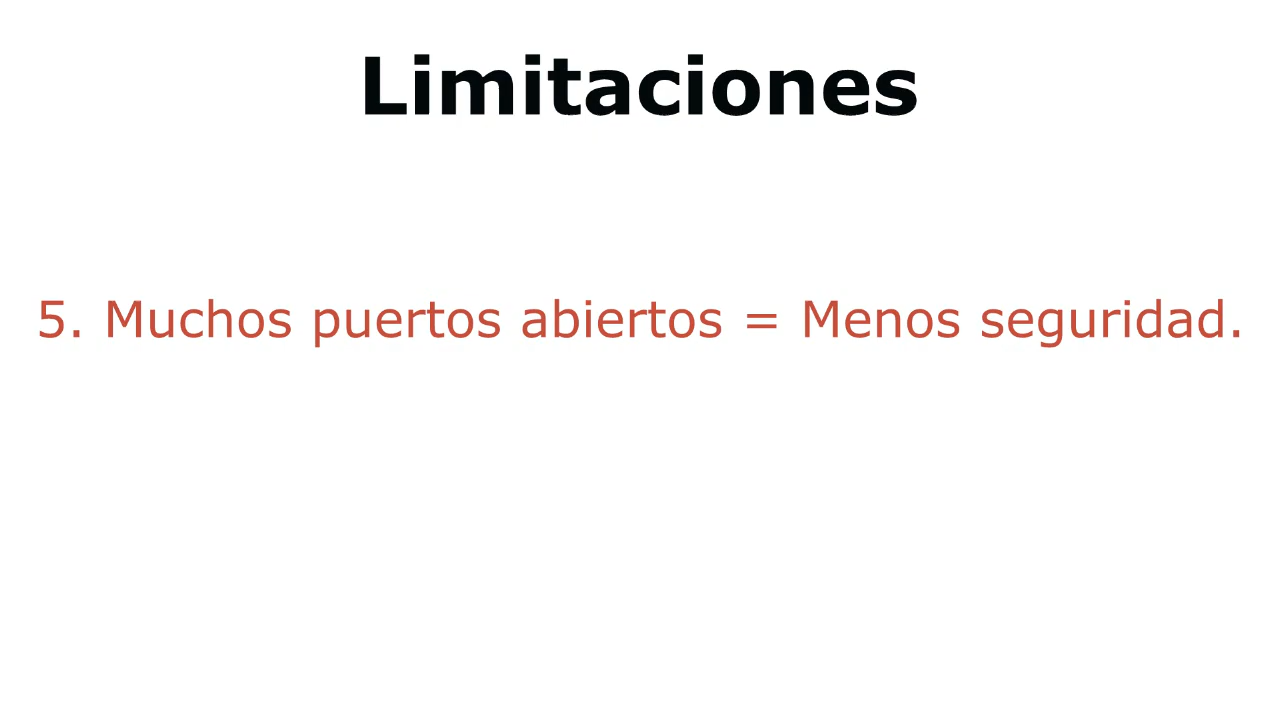 Limitaciones
5. Muchos puertos abiertos = Menos seguridad.